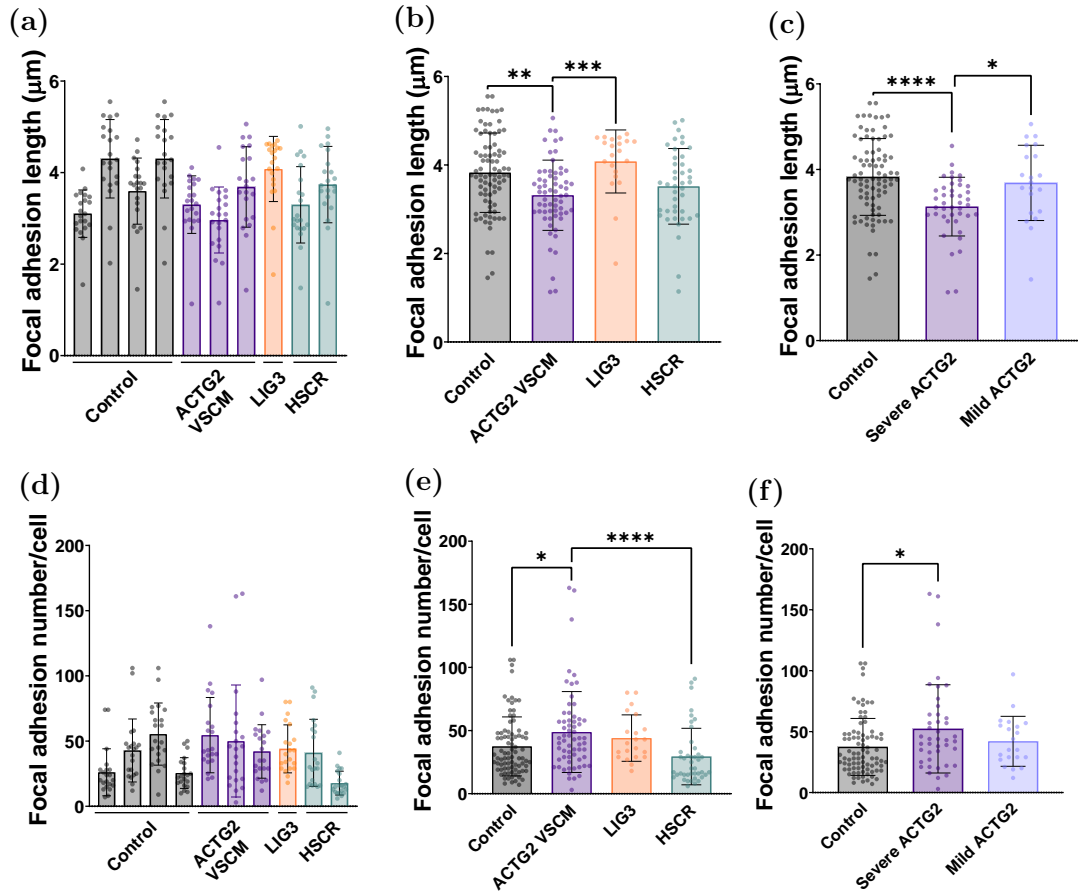 (a)
Focal adhesion length (μm)
6
4
2
0
Control
ACTG2
VSCM
LIG3
HSCR
(b)
Focal adhesion length (μm)
6
4
2
0
**
***
Control
ACTG2 VSCM
LIG3
HSCR
(c)
Focal adhesion length (μm)
6
4
2
0
****
*
Control
Severe ACTG2
Mild ACTG2
(d)
Focal adhesion number/cell
200
150
100
50
0
Control
ACTG2
VSCM
LIG3
HSCR
(e)
Focal adhesion number/cell
200
150
100
50
0
*
****
Control
ACTG2 VSCM
LIG3
HSCR
(f)
Focal adhesion number/cell
200
150
100
50
0
*
Control
Severe ACTG2
Mild ACTG2